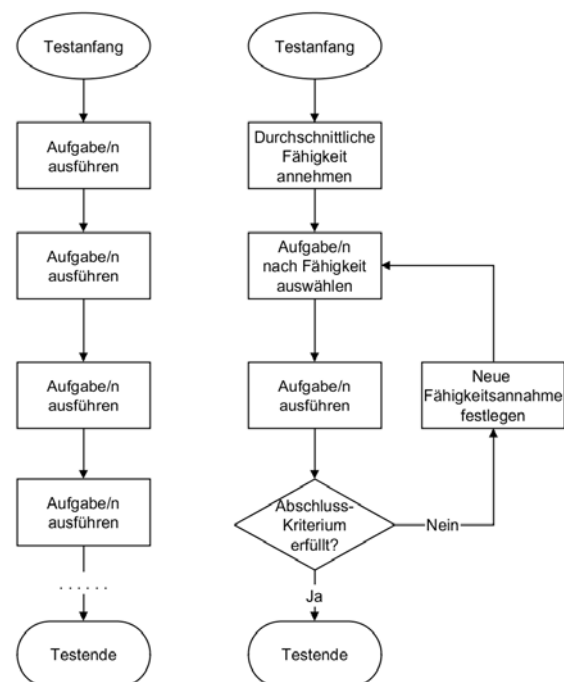 Testanfang
Aufgabe/n
ausführen
Aufgabe/n
ausführen
Aufgabe/n
ausführen
Aufgabe/n
ausführen
......
Testende
Testanfang
Durchschnittliche
Fähigkeit
annehmen
Aufgabe/n
nach Fähigkeit
auswählen
Aufgabe/n
ausführen
Abschluss-
Kriterium
erfüllt?
Nein
Neue
Fähigkeitsannahme
festlegen
Ja
Testende